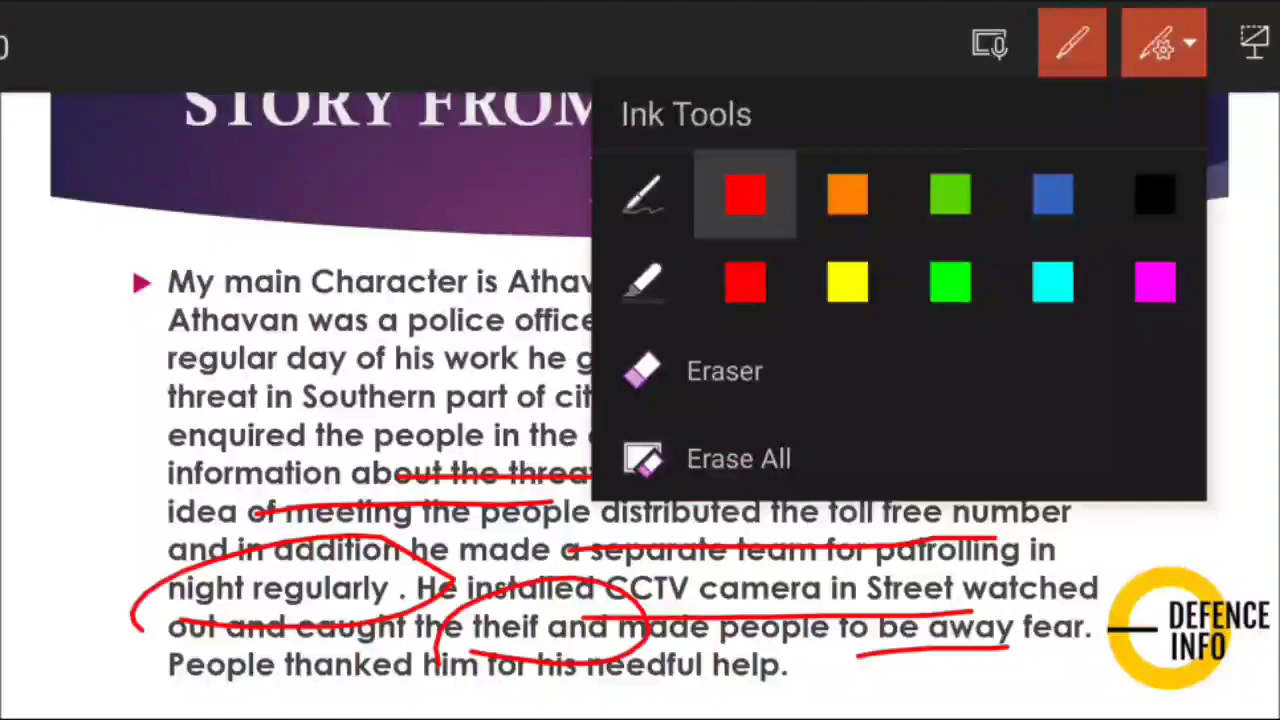 Ink Tools
STORY FROM
My main Character is
Athavan was a police
regular day of his work he
threat in Southern part of
enquired the people in the
Eraser
information about the
Erase All
idea of meeting the people distributed the toll free number
and in addition he made a separate team for patrolling in
night regularly . He installed CCTV camera in Street watched
out and caught the theif and made people to be away fear.
People thanked him for his needful help.
DEFENCE
INFO